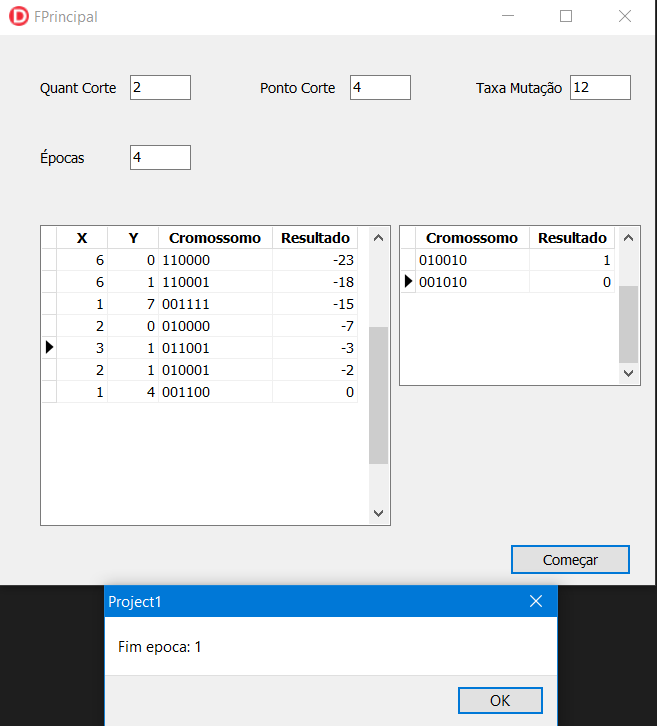 FPrincipal
Quant Corte 2 Ponto Corte 4 Taxa Mutação 12
Épocas 4
X Y Cromossomo Resultado
6 0 110000 -23
6 1 110001 -18
1 7 001111 -15
2 0 010000 -7
3 1 011001 -3
2 1 010001 -2
1 4 001100 0
Cromossomo Resultado
010010 1
001010 0
Começar
Project1
Fim epoca: 1
OK